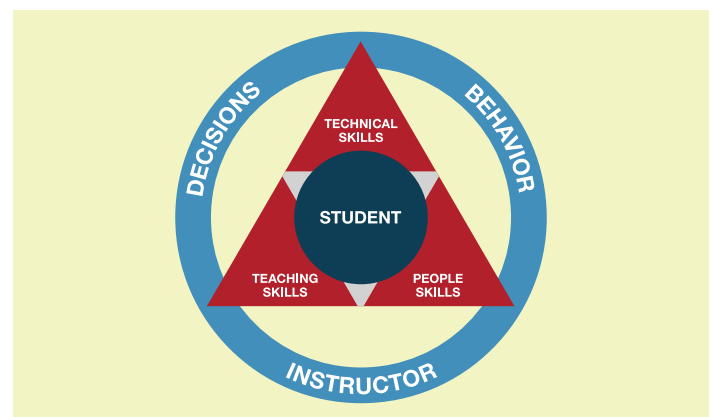 DECISIONS
BEHAVIOR
TECHNICAL
SKILLS
STUDENT
TEACHING
SKILLS
PEOPLE
SKILLS
INSTRUCTOR